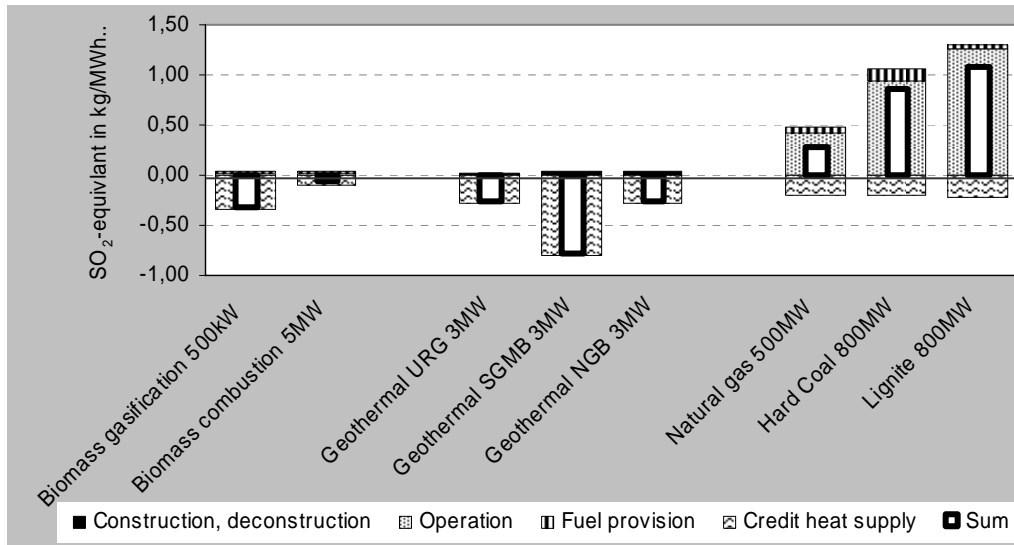 SO2-equivlant in kg/MWh..
1,50
1,00
0,50
0,00
-0,50
-1,00
Biomass gasification 500kW
Biomass combustion 5MW
Geothermal URG 3MW
Geothermal SGMB 3MW
Geothermal NGB 3MW
Natural gas 500MW
Hard Coal 800MW
Lignite 800MW
Construction, deconstruction Operation Fuel provision Credit heat supply Sum